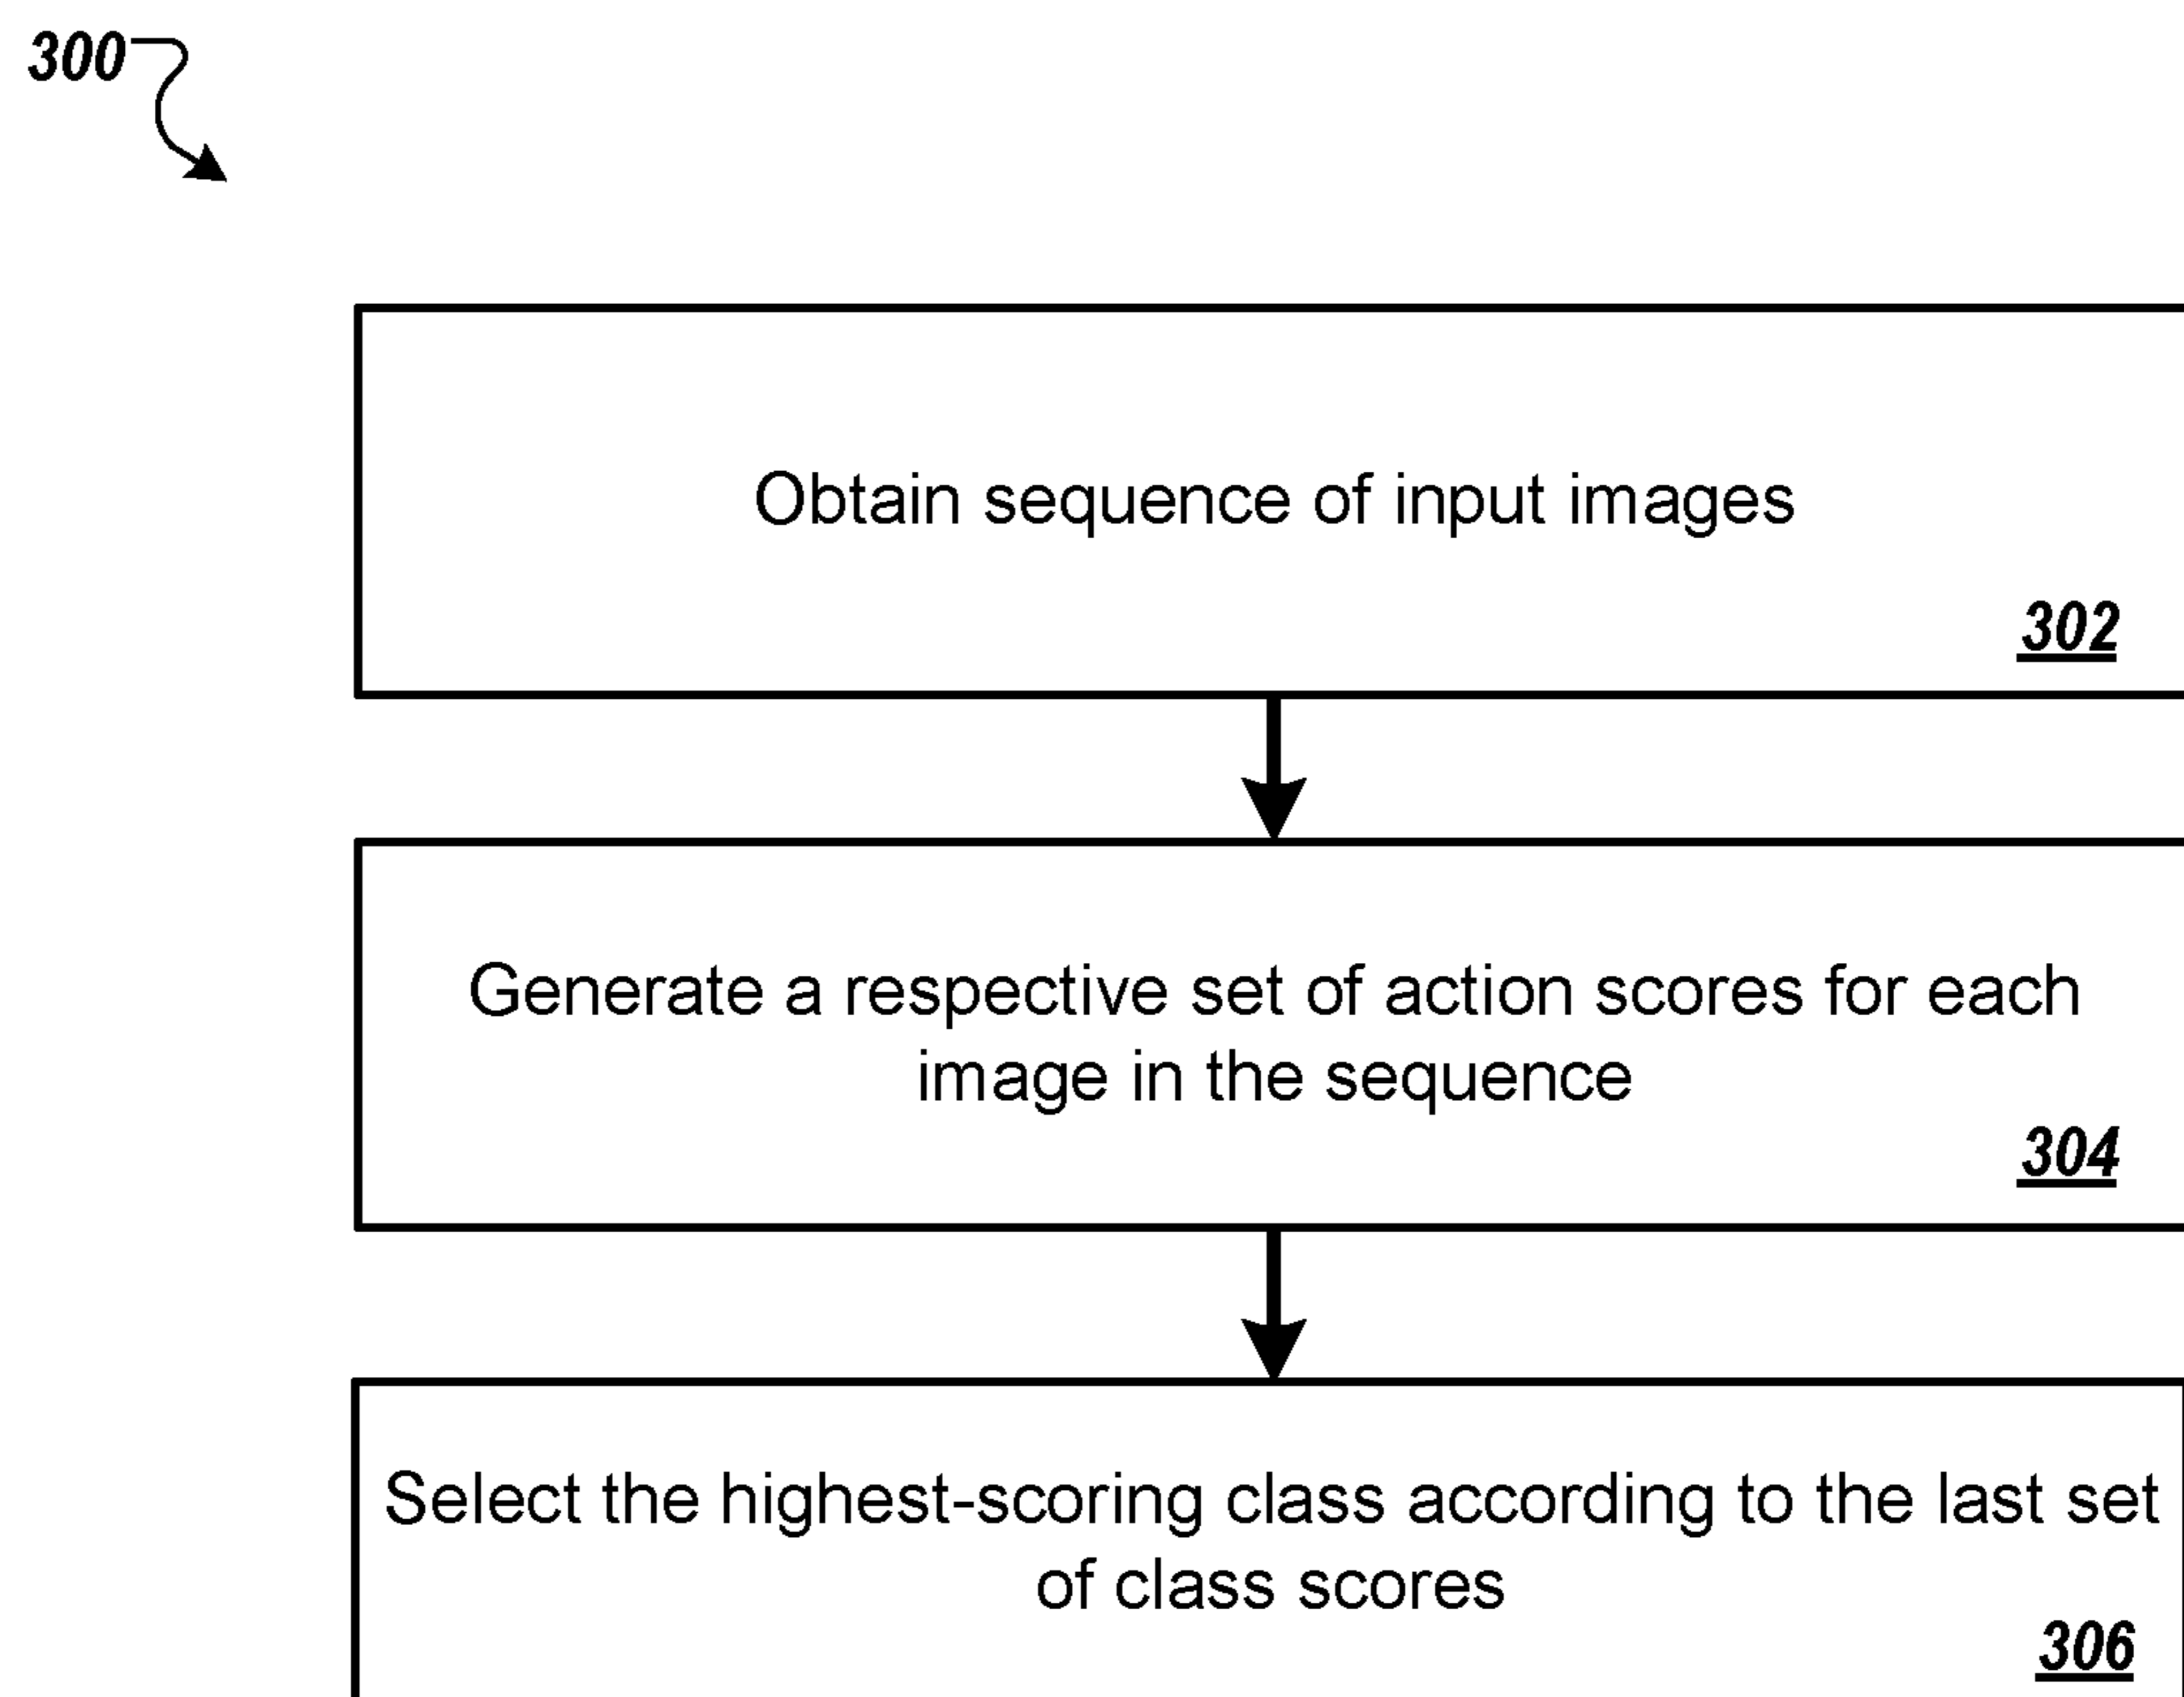 300
Obtain sequence of input images
302
Generate a respective set of action scores for each
image in the sequence
304
Select the highest-scoring class according to the last set
of class scores
306